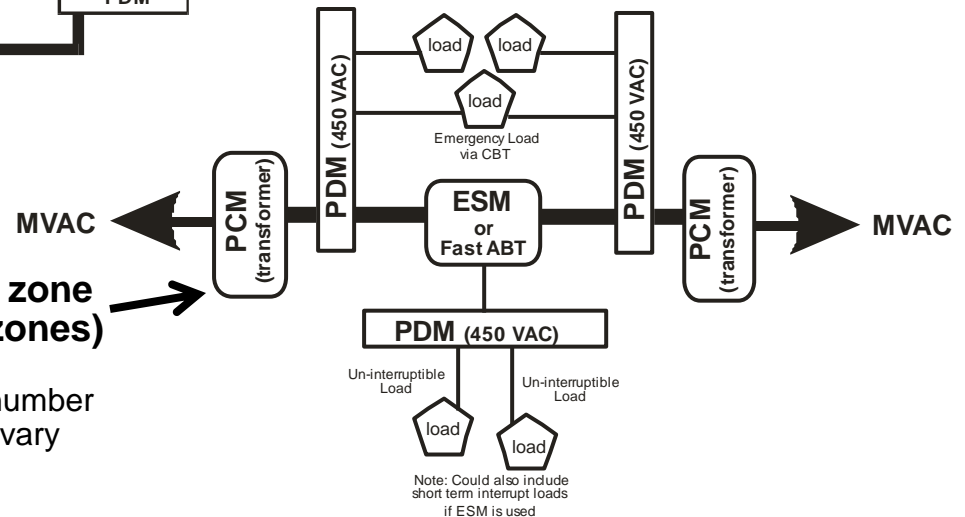 PDM
load
load
load
Emergency Load
via CBT
PDM (450 VAC)
PDM (450 VAC)
MVAC
PCM
(transformer)
ESM
or
Fast ABT
PCM
(transformer)
MVAC
zone
zones)
number
vary
PDM (450 VAC)
Un-interruptible
Load
Un-interruptible
Load
load
load
Note: Could also include
short term interrupt loads
if ESM is used